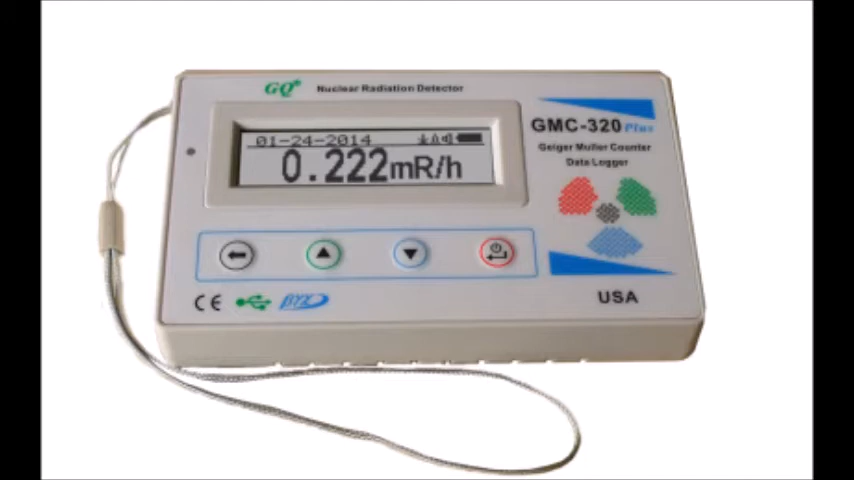 GQ Nuclear Radiation Detector
01-24-2014
0.222mR/h
GMC-320 Plus
Geiger Muller Counter
Data Logger
CE βγχ
USA